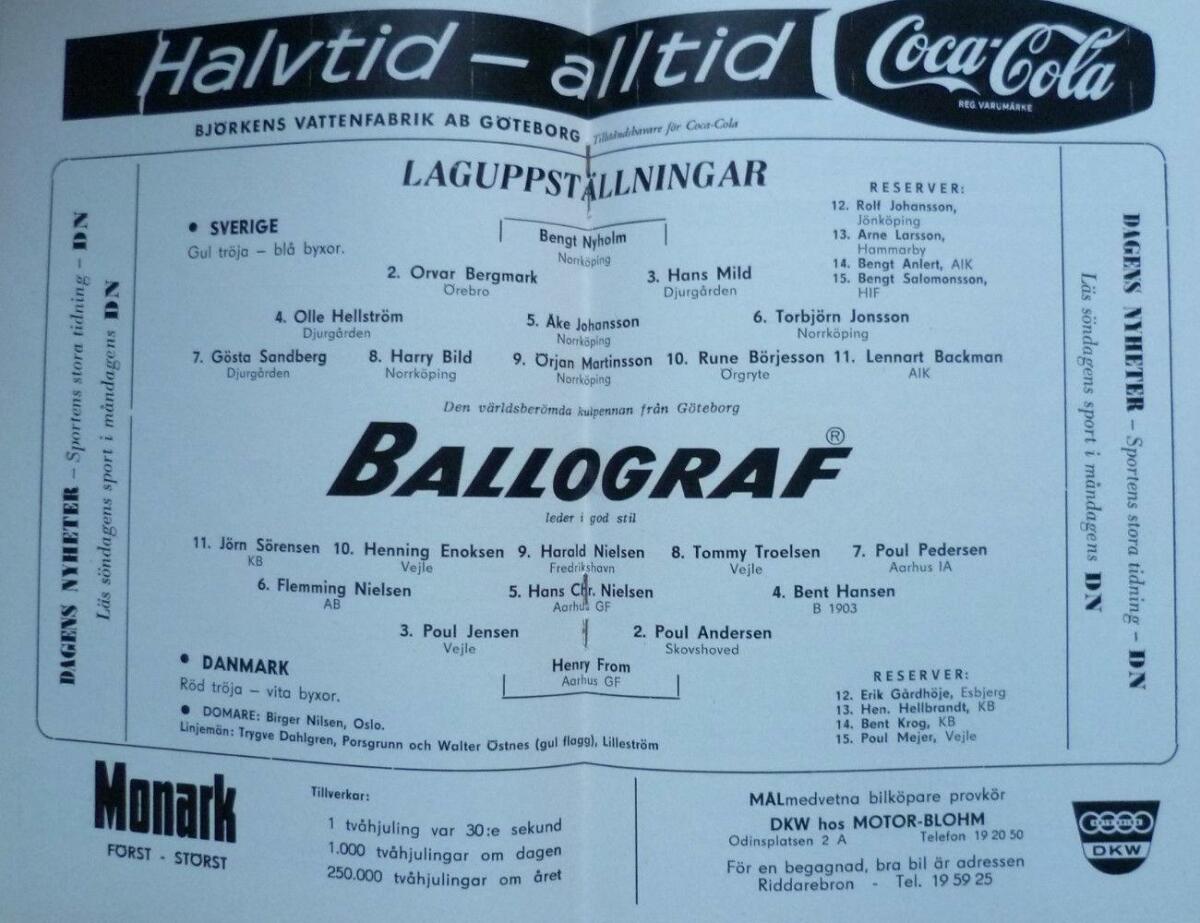 Halvtid – alltid
Coca-Cola
REG. VARUMÄRKE
BJÖRKENS VATTENFABRIK AB GÖTEBORG Tillståndshavare för Coca-Cola
DAGENS NYHETER – Sportens stora tidning – DN
Läs söndagens sport i måndagens DN
LAGUPPSTÄLLNINGAR
• SVERIGE
Gul tröja – blå byxor.
RESERVER:
12. Rolf Johansson,
Jönköping
13. Arne Larsson,
Hammarby
14. Bengt Anlert, AIK
15. Bengt Salomonsson,
HIF
Bengt Nyholm
Norrköping
2. Orvar Bergmark 3. Hans Mild
Örebro Djurgården
4. Olle Hellström 5. Åke Johansson 6. Torbjörn Jonsson
Djurgården Norrköping Norrköping
7. Gösta Sandberg 8. Harry Bild 9. Örjan Martinsson 10. Rune Börjesson 11. Lennart Backman
Djurgården Norrköping Norrköping Örgryte AIK
Den världsberömda kulpennan från Göteborg
BALLOGRAF®
leder i god stil
11. Jörn Sörensen 10. Henning Enoksen 9. Harald Nielsen 8. Tommy Troelsen 7. Poul Pedersen
KB Vejle Fredrikshavn Vejle Aarhus IA
6. Flemming Nielsen 5. Hans Chr. Nielsen 4. Bent Hansen
AB Aarhus GF B 1903
3. Poul Jensen 2. Poul Andersen
Vejle Skovshoved
Henry From
Aarhus GF
• DANMARK
Röd tröja – vita byxor.
• DOMARE: Birger Nilsen, Oslo.
Linjemän: Trygve Dahlgren, Porsgrunn och Walter Östnes (gul flagg), Lilleström
RESERVER:
12. Erik Gårdhöje, Esbjerg
13. Hen. Hellbrandt, KB
14. Bent Krog, KB
15. Poul Mejer, Vejle
DAGENS NYHETER – Sportens stora tidning – DN
Läs söndagens sport i måndagens DN
Monark
FÖRST - STÖRST
Tillverkar:
1 tvåhjuling var 30:e sekund
1.000 tvåhjulingar om dagen
250.000 tvåhjulingar om året
MÅLmedvetna bilköpare provkör
DKW hos MOTOR-BLOHM
Odinsplatsen 2 A Telefon 19 20 50
För en begagnad, bra bil är adressen
Riddarebron - Tel. 19 59 25
AUTO UNION
DKW